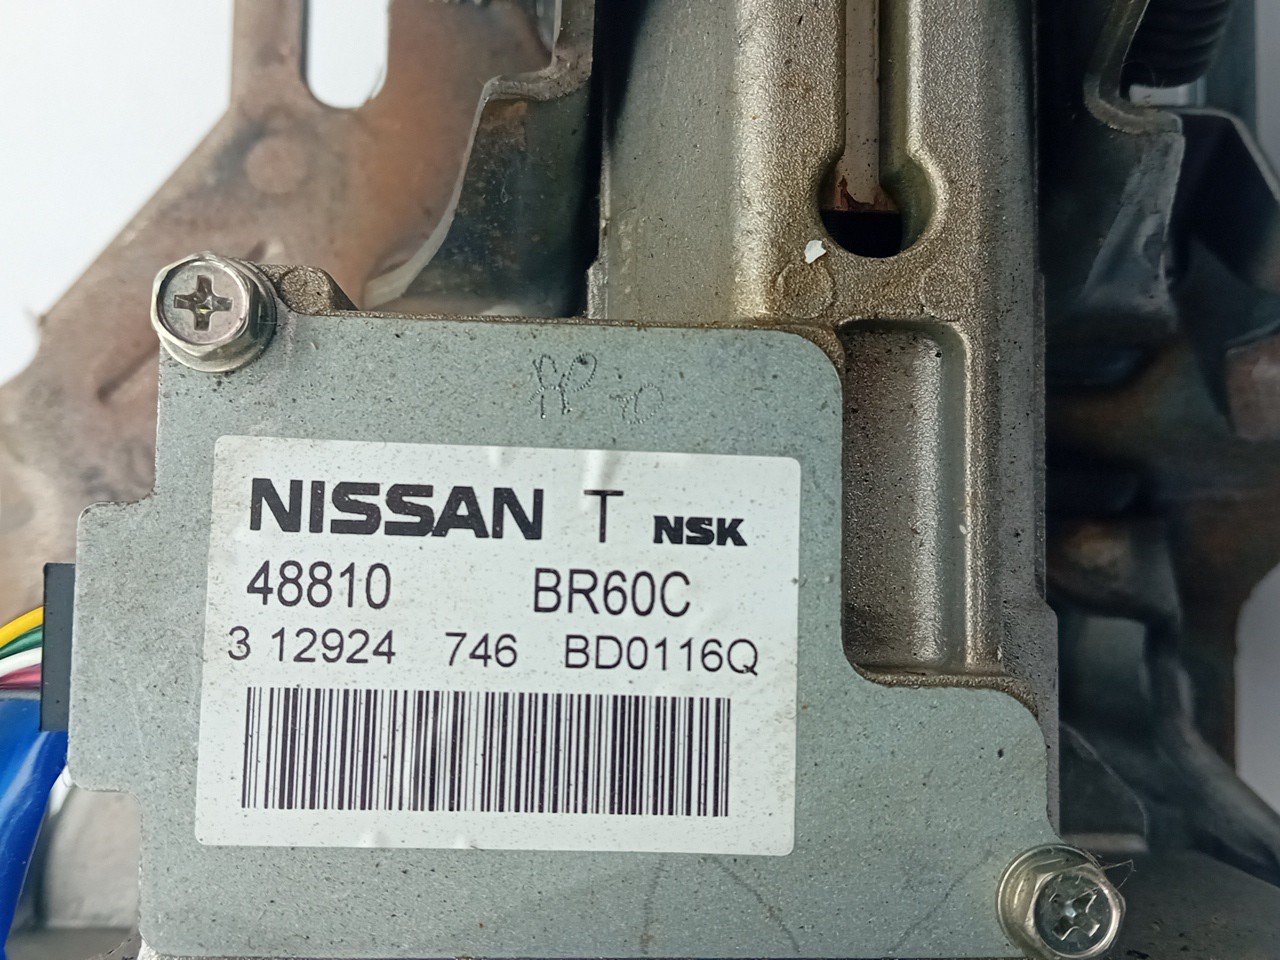 NISSAN T NSK
48810 BR60C
3 12924 746 BD0116Q